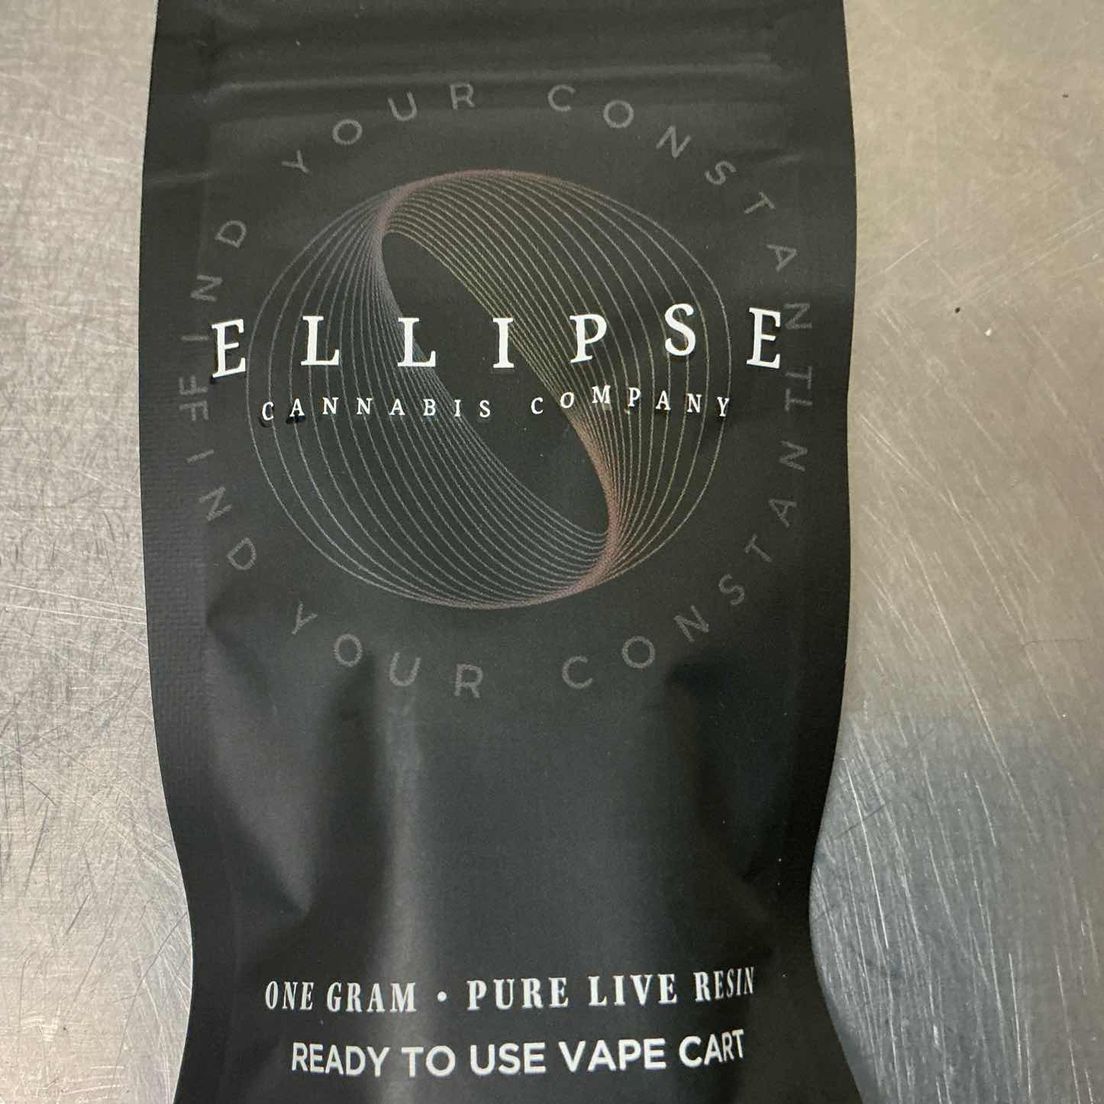 FIND YOUR CONSTANT
ELLIPSE
CANNABIS COMPANY
FIND YOUR CONSTANT
ONE GRAM • PURE LIVE RESIN
READY TO USE VAPE CART